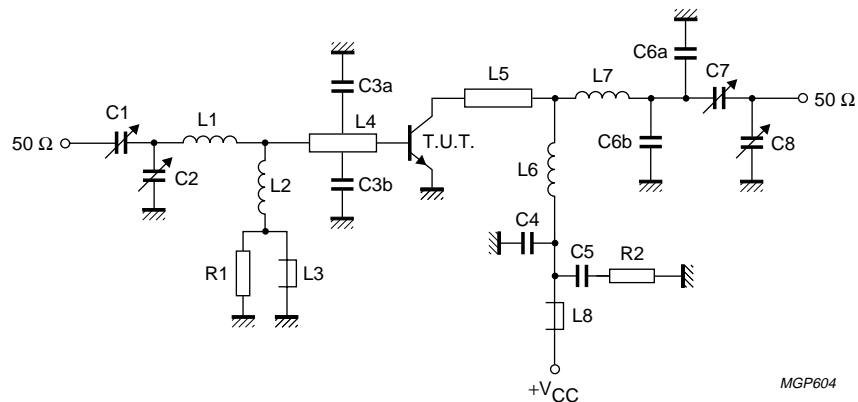 C6a
C3a
L5
L7
C7
C1
L1
L4
50 Ω
50 Ω
T.U.T.
C6b
C8
C2
L2
C3b
L6
C4
C5
R2
R1
L3
L8
+VCC
MGP604